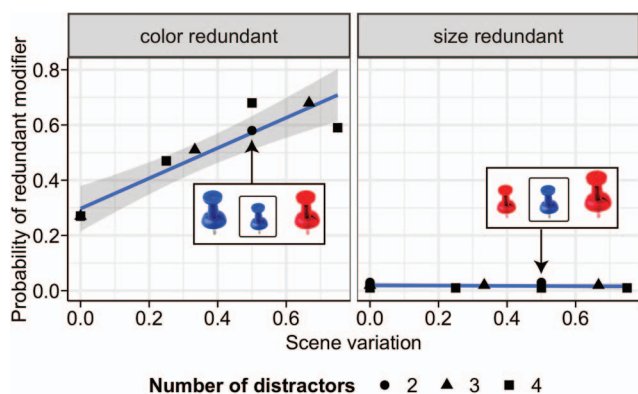 color redundant
size redundant
Probability of redundant modifier
0.8
0.6
0.4
0.2
0.0
0.0 0.2 0.4 0.6
0.0 0.2 0.4 0.6
Scene variation
Number of distractors 2 3 4